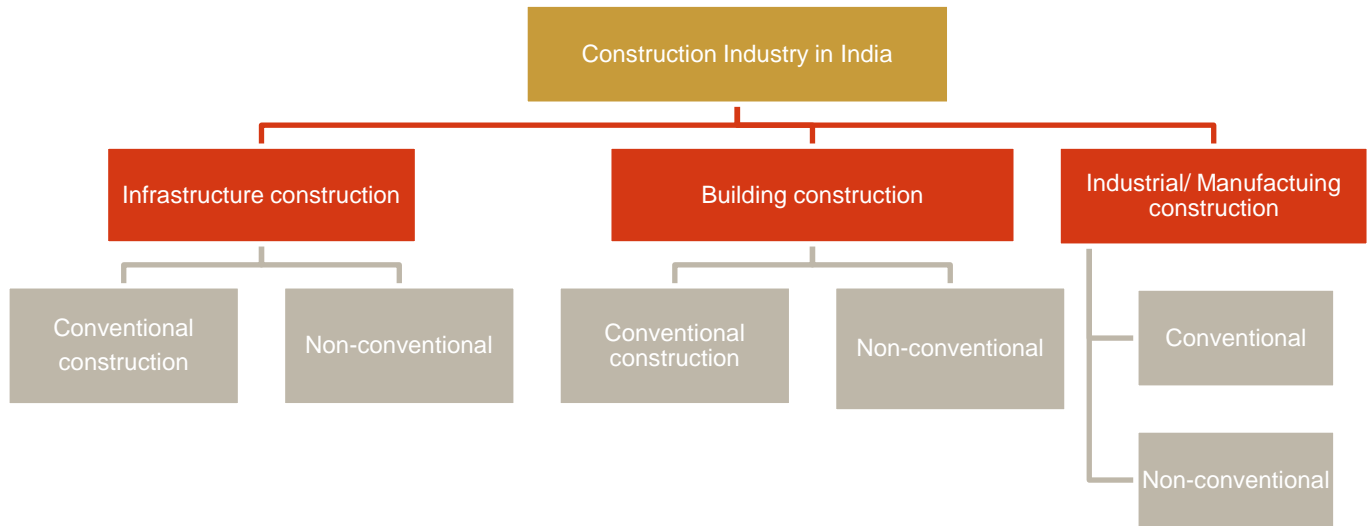 Construction Industry in India
Infrastructure construction
Building construction
Industrial/ Manufactuing
construction
Conventional
construction
Non-conventional
Conventional
construction
Non-conventional
Conventional
Non-conventional